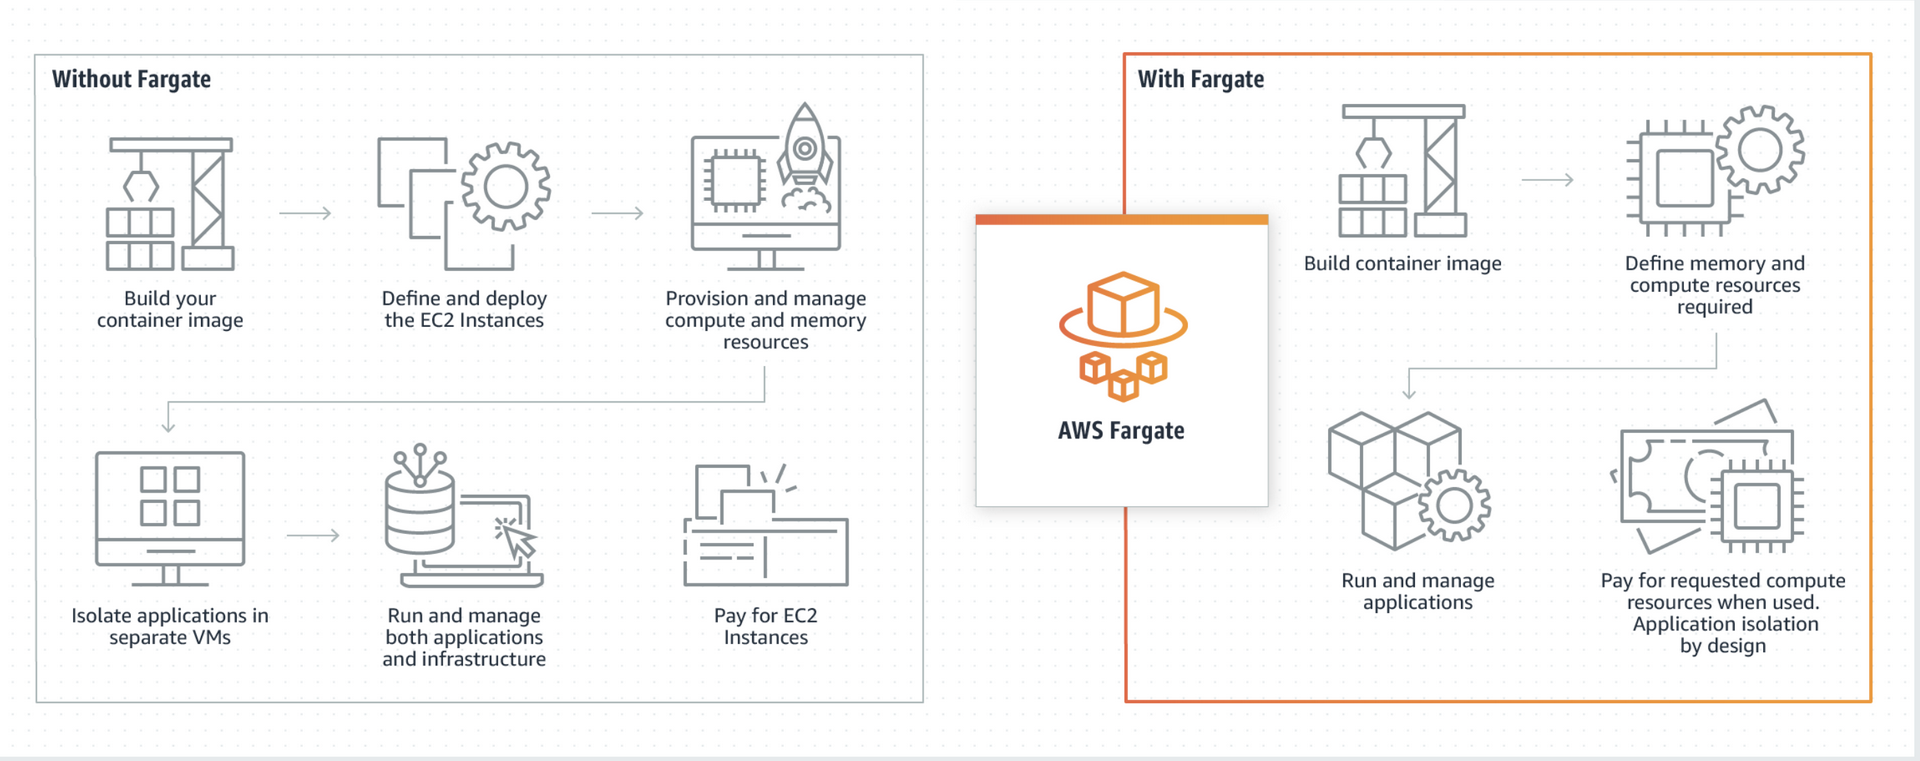 Without Fargate
Build your
container image
Define and deploy
the EC2 Instances
Provision and manage
compute and memory
resources
Isolate applications in
separate VMs
Run and manage
both applications
and infrastructure
Pay for EC2
Instances
AWS Fargate
With Fargate
Build container image
Define memory and
compute resources
required
Run and manage
applications
Pay for requested compute
resources when used.
Application isolation
by design